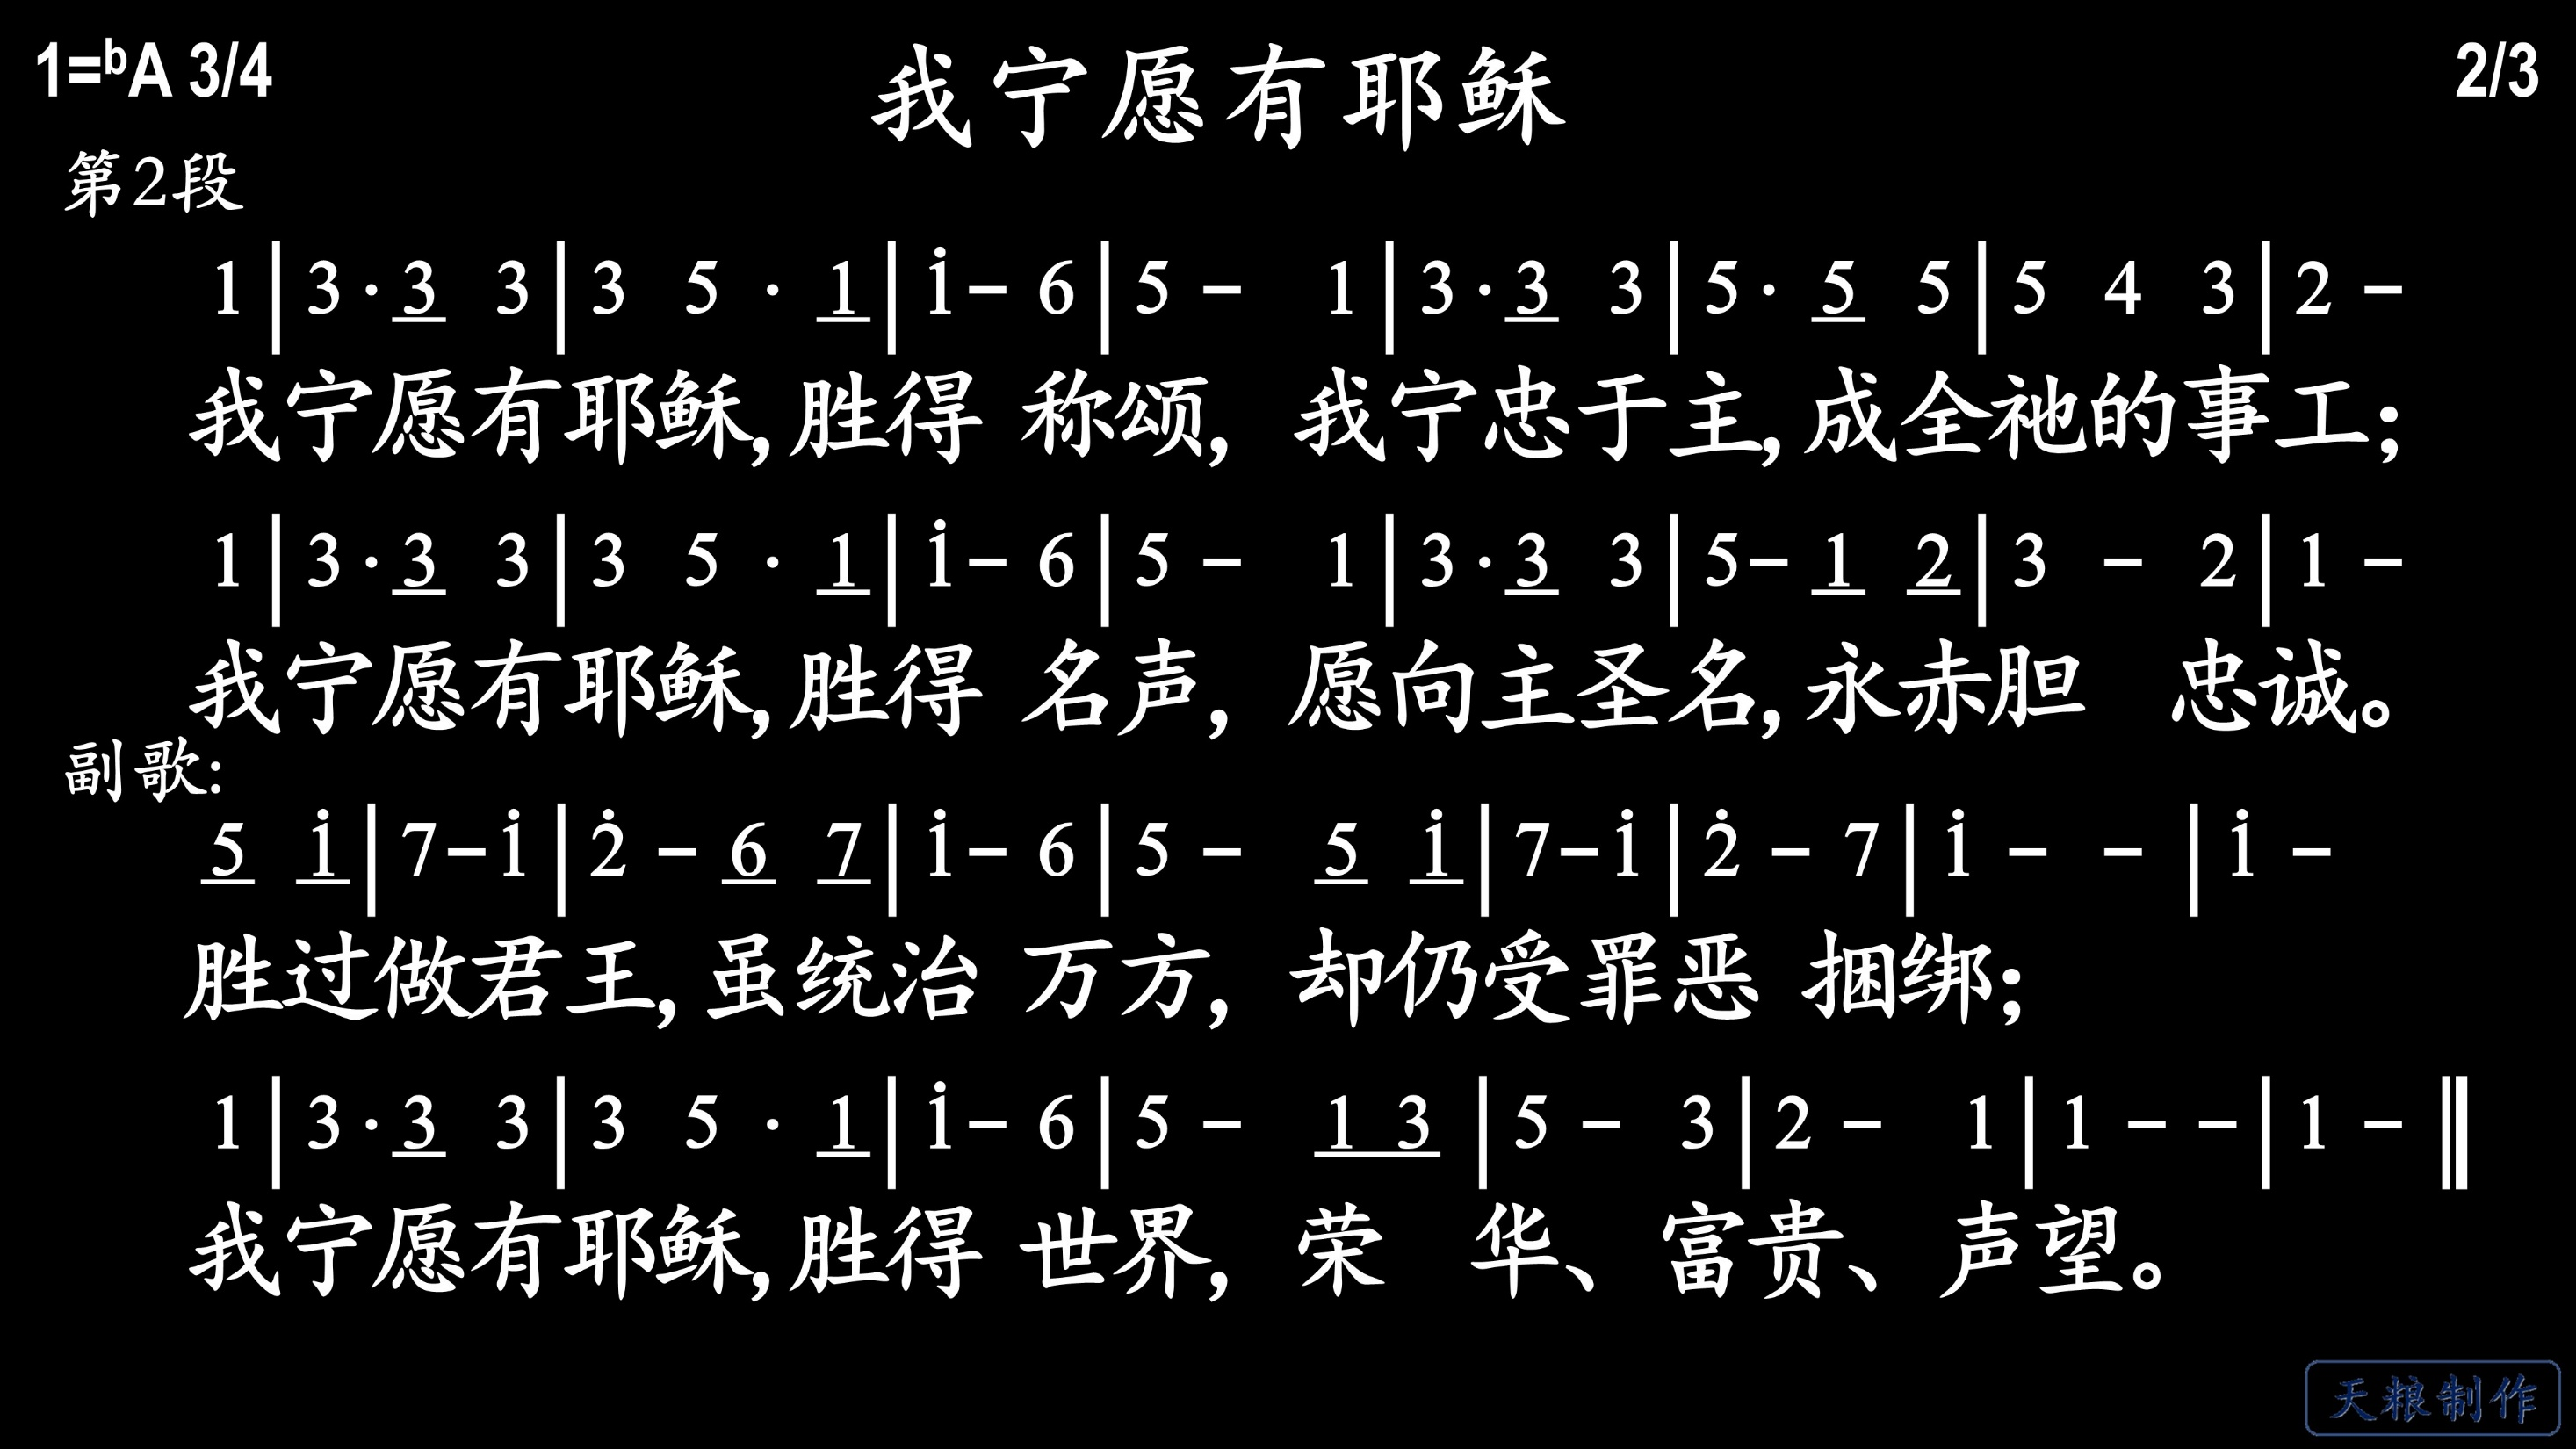 1=ᵇA 3/4 我宁愿有耶稣 2/3
第2段
1 | 3 · 3̲ 3 | 3 5 · 1̲ | i̇ – 6 | 5 – 1 | 3 · 3̲ 3 | 5 · 5̲ 5 | 5 4 3 | 2 –
我宁愿有耶稣,胜得 称颂, 我宁忠于主,成全祂的事工;
1 | 3 · 3̲ 3 | 3 5 · 1̲ | i̇ – 6 | 5 – 1 | 3 · 3̲ 3 | 5 – 1̲ 2̲ | 3 – 2 | 1 –
我宁愿有耶稣,胜得 名声, 愿向主圣名,永赤胆 忠诚。
副歌:
5̲ i̲̇ | 7 – i̇ | 2̇ – 6̲ 7̲ | i̇ – 6 | 5 – 5̲ i̲̇ | 7 – i̇ | 2̇ – 7 | i̇ – – | i̇ –
胜过做君王,虽统治 万方, 却仍受罪恶 捆绑;
1 | 3 · 3̲ 3 | 3 5 · 1̲ | i̇ – 6 | 5 – 1̲ 3̲ | 5 – 3 | 2 – 1 | 1 – – | 1 – ‖
我宁愿有耶稣,胜得 世界, 荣 华、富贵、声望。
天粮制作